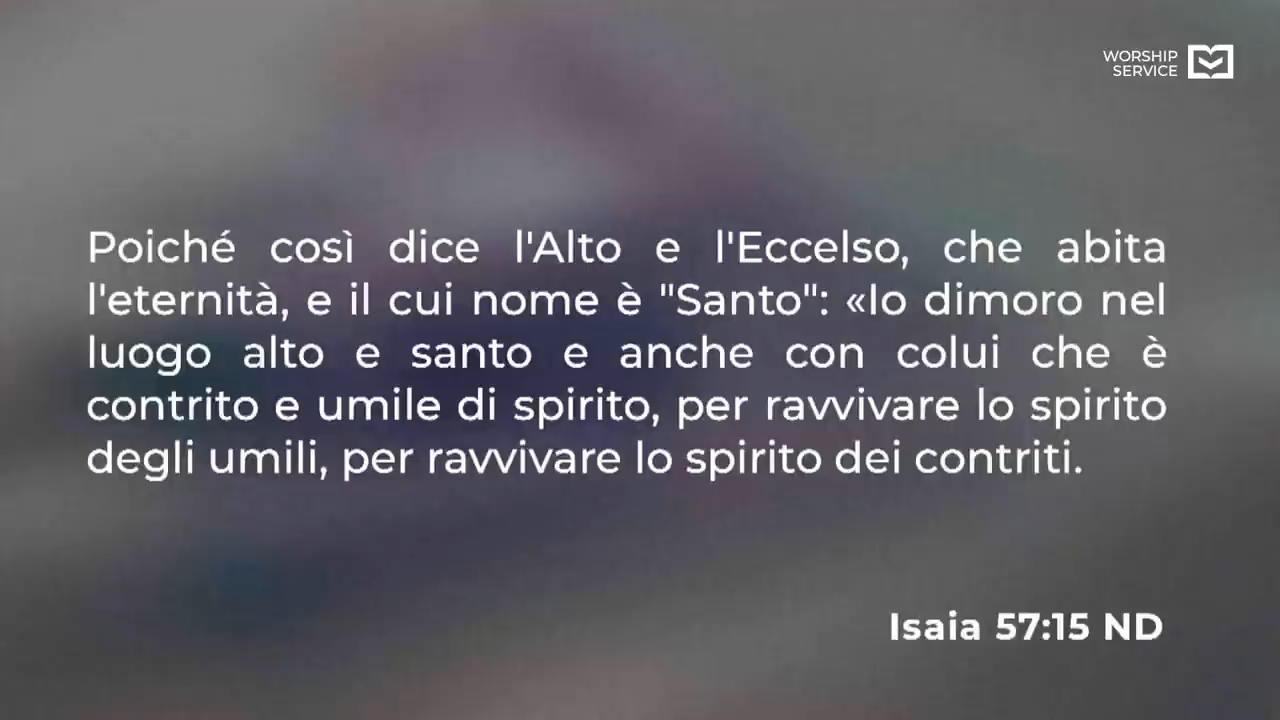 WORSHIP
SERVICE
Poiché così dice l'Alto e l'Eccelso, che abita
l'eternità, e il cui nome è "Santo": «Io dimoro nel
luogo alto e santo e anche con colui che è
contrito e umile di spirito, per ravvivare lo spirito
degli umili, per ravvivare lo spirito dei contriti.
Isaia 57:15 ND